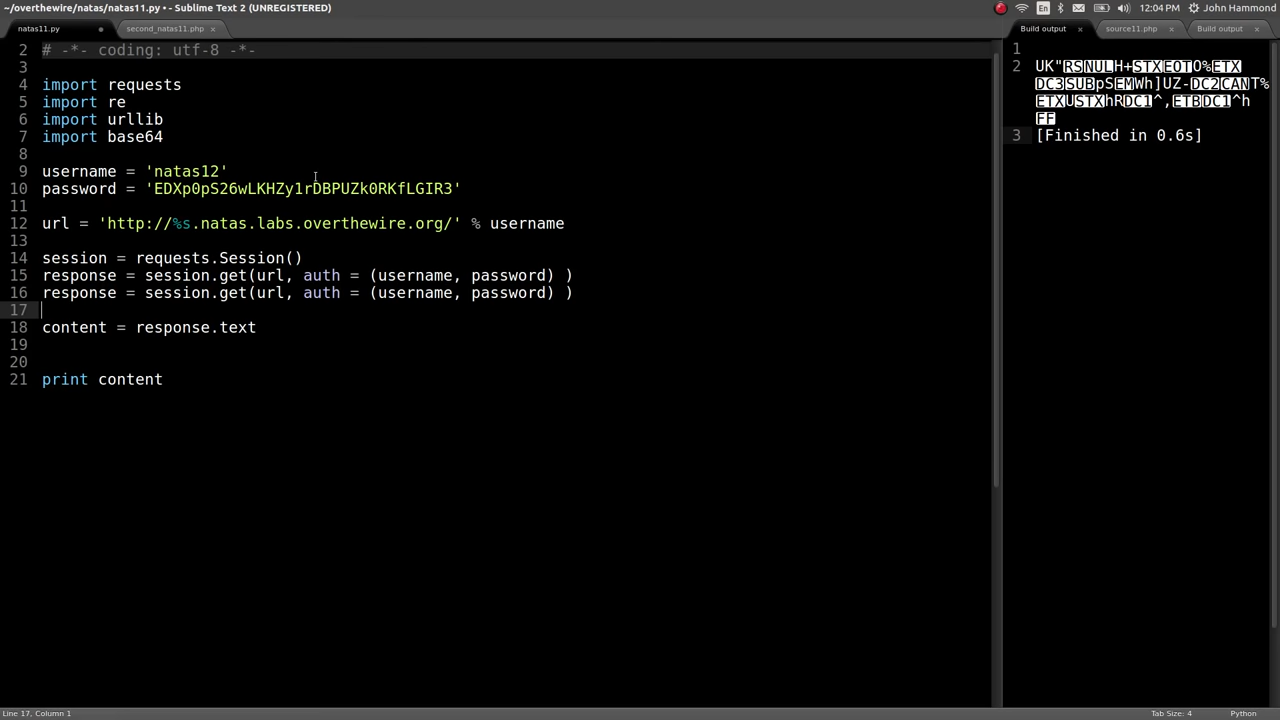 ~/overthewire/natas/natas11.py • - Sublime Text 2 (UNREGISTERED)
En
12:04 PM
John Hammond
natas11.py
second_natas11.php ×
Build output ×
source11.php ×
Build output ×
2 # -*- coding: utf-8 -*-
3
4 import requests
5 import re
6 import urllib
7 import base64
8
9 username = 'natas12'
10 password = 'EDXp0pS26wLKHZy1rDBPUZk0RKfLGIR3'
11
12 url = 'http://%s.natas.labs.overthewire.org/' % username
13
14 session = requests.Session()
15 response = session.get(url, auth = (username, password) )
16 response = session.get(url, auth = (username, password) )
17
18 content = response.text
19
20
21 print content
1
2 UK"RSNULH+STXEOTO%ETX
DC3SUBpSEMWh]UZ-DC2CANT%
ETXUSTXhRDC1^,ETBDC1^h
FF
3 [Finished in 0.6s]
Line 17, Column 1
Tab Size: 4
Python